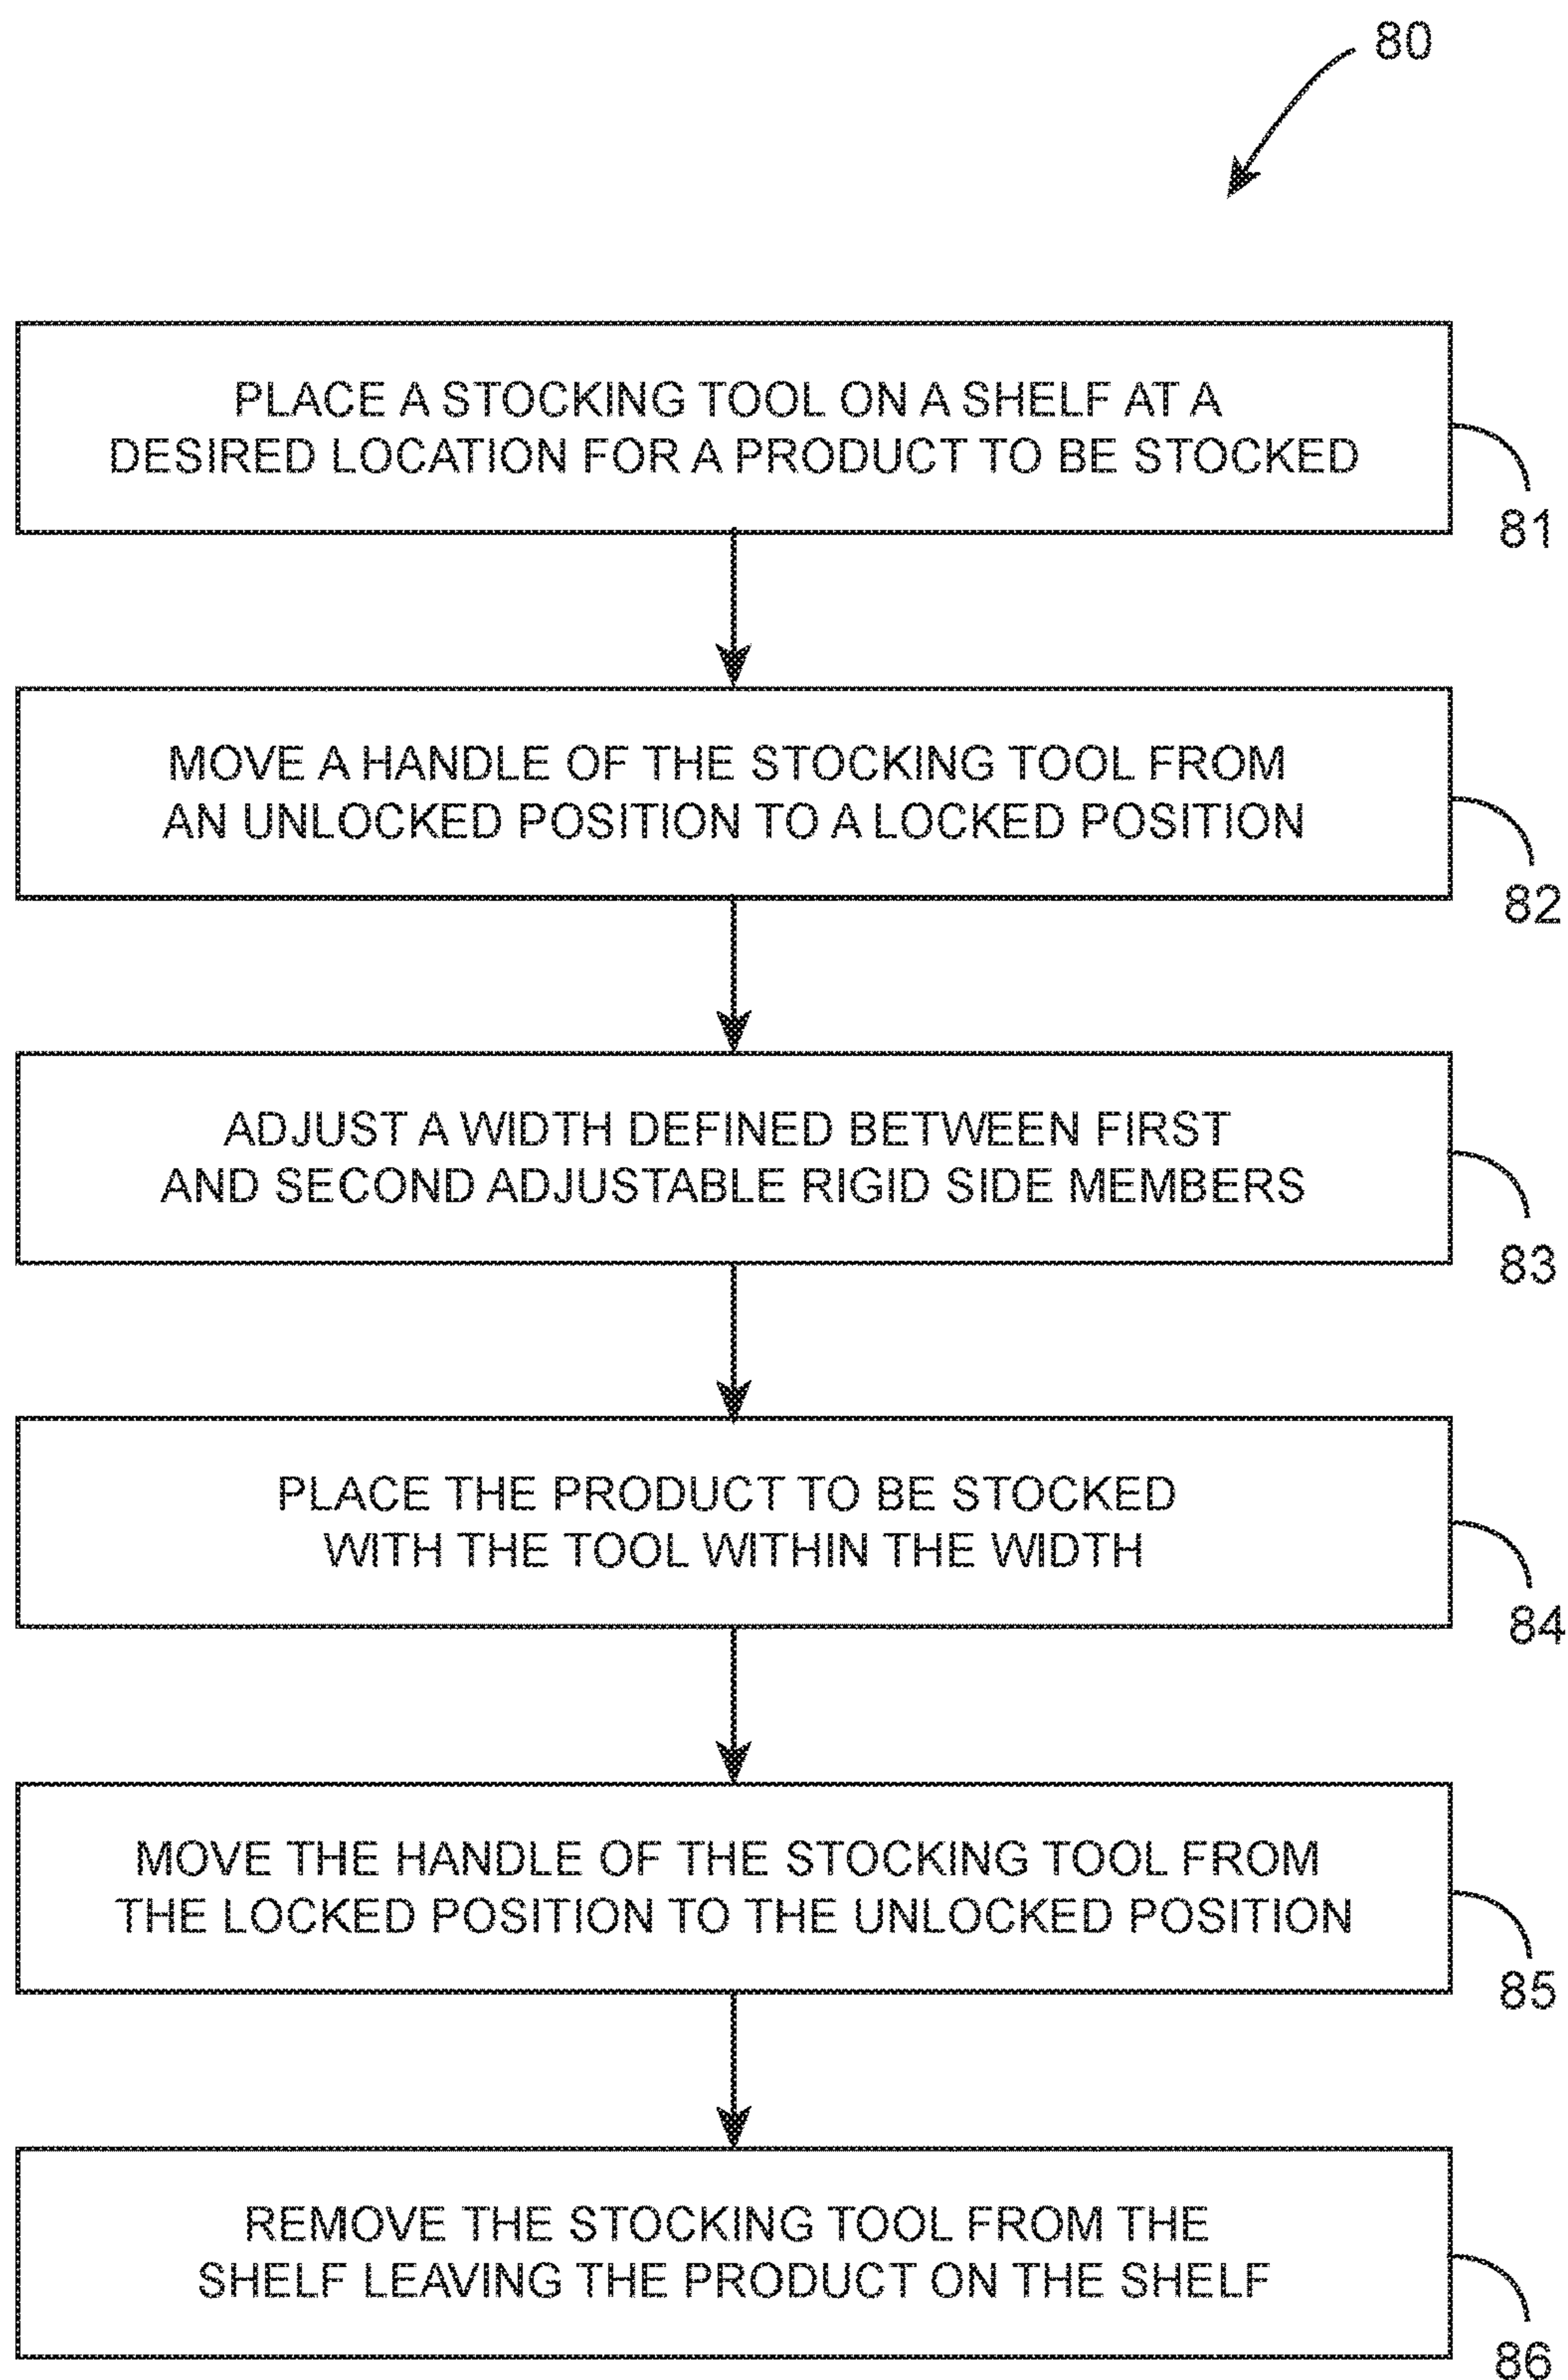 80
PLACE A STOCKING TOOL ON A SHELF AT A
DESIRED LOCATION FOR A PRODUCT TO BE STOCKED
81
MOVE A HANDLE OF THE STOCKING TOOL FROM
AN UNLOCKED POSITION TO A LOCKED POSITION
82
ADJUST A WIDTH DEFINED BETWEEN FIRST
AND SECOND ADJUSTABLE RIGID SIDE MEMBERS
83
PLACE THE PRODUCT TO BE STOCKED
WITH THE TOOL WITHIN THE WIDTH
84
MOVE THE HANDLE OF THE STOCKING TOOL FROM
THE LOCKED POSITION TO THE UNLOCKED POSITION
85
REMOVE THE STOCKING TOOL FROM THE
SHELF LEAVING THE PRODUCT ON THE SHELF
86